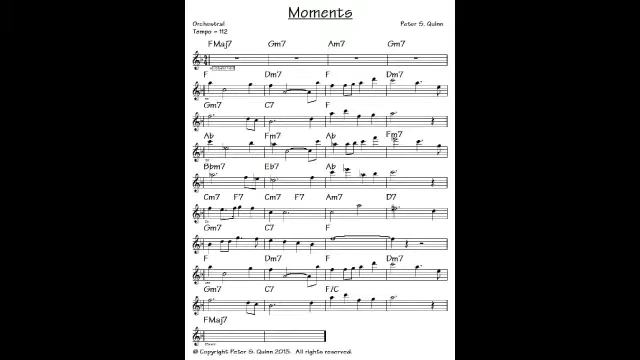 Moments
Orchestral
Peter S. Quinn
Tempo = 112
FMaj7 Gm7 Am7 Gm7
F Dm7 F Dm7
Gm7 C7 F
Ab Fm7 Ab Fm7
Bbm7 Eb7 Ab
Cm7 F7 Cm7 F7 Am7 D7
Gm7 C7 F
F Dm7 F Dm7
Gm7 C7 F/C
FMaj7
© Copyright Peter S. Quinn 2015. All rights reserved.